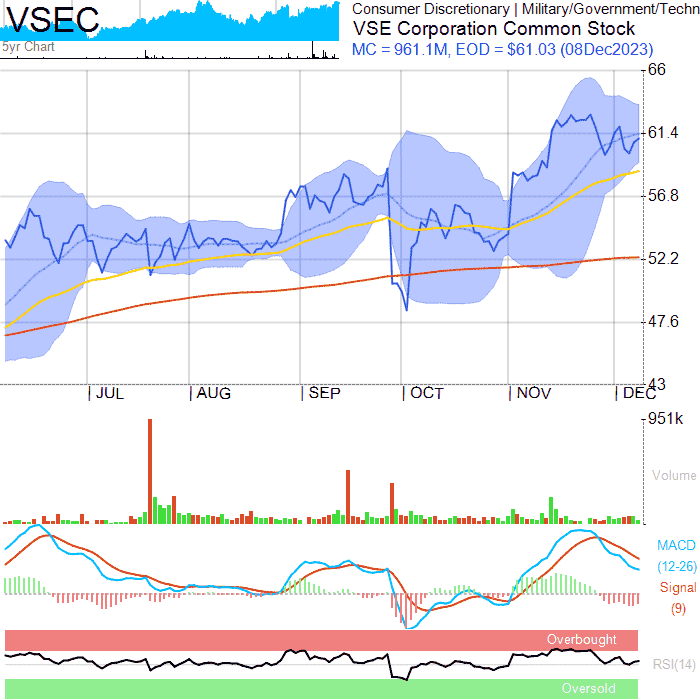 VSEC
5yr Chart
Consumer Discretionary | Military/Government/Techn
VSE Corporation Common Stock
MC = 961.1M, EOD = $61.03 (08Dec2023)
66
61.4
56.8
52.2
47.6
43
JUL AUG SEP OCT NOV DEC
951k
Volume
MACD
(12-26)
Signal
(9)
Overbought
RSI(14)
Oversold